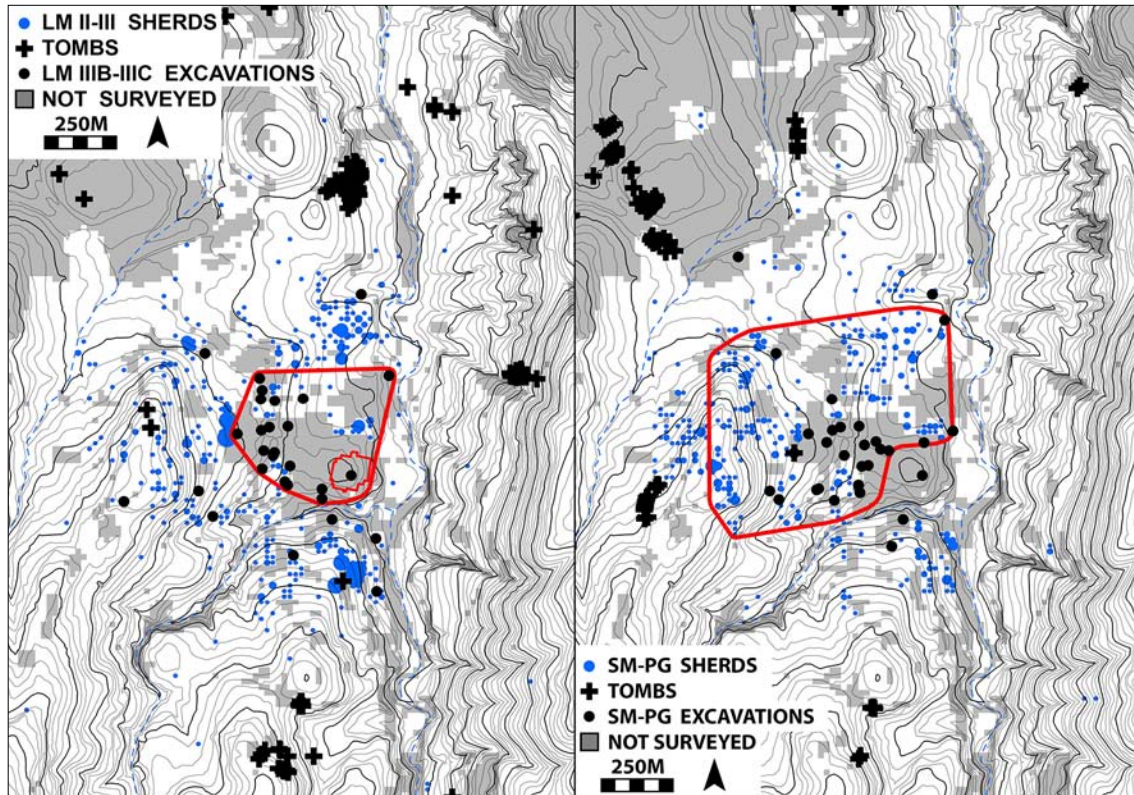 LM II-III SHERDS
TOMBS
LM IIIB-IIIC EXCAVATIONS
NOT SURVEYED
250M
SM-PG SHERDS
TOMBS
SM-PG EXCAVATIONS
NOT SURVEYED
250M